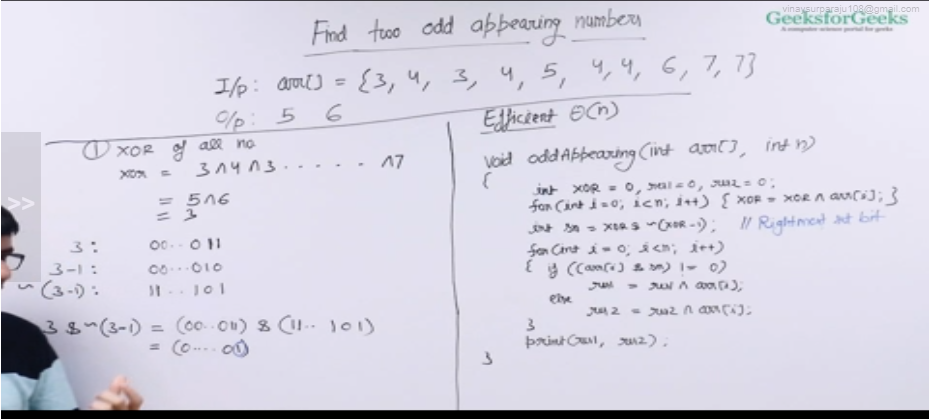 vinaysurparaju108@gmail.com
GeeksforGeeks
A computer science portal for geeks
Find two odd appearing numbers
I/p: arr[] = {3, 4, 3, 4, 5, 4, 4, 6, 7, 7}
O/p: 5 6
① XOR of all no
xor = 3^4^3 . . . . . . ^7
= 5^6
= 3
3 : 00...011
3-1 : 00...010
~(3-1) : 11...101
3 & ~(3-1) = (00..011) & (11.. 101)
= (0....01)
>>
Efficient Θ(n)
void oddAppearing(int arr[], int n)
{
int XOR = 0, res1=0, res2=0;
for(int i=0; i<n; i++) { XOR = XOR ^ arr[i]; }
int sn = XOR & ~(XOR-1); // Rightmost set bit
for(int i=0; i<n; i++)
{ if ((arr[i] & sn) != 0)
res1 = res1 ^ arr[i];
else
res2 = res2 ^ arr[i];
}
print(res1, res2);
}